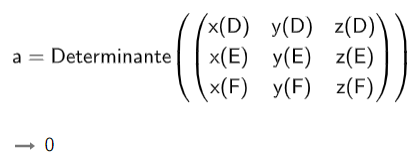 a = Determinante((x(D) y(D) z(D)
x(E) y(E) z(E)
x(F) y(F) z(F)))
→ 0